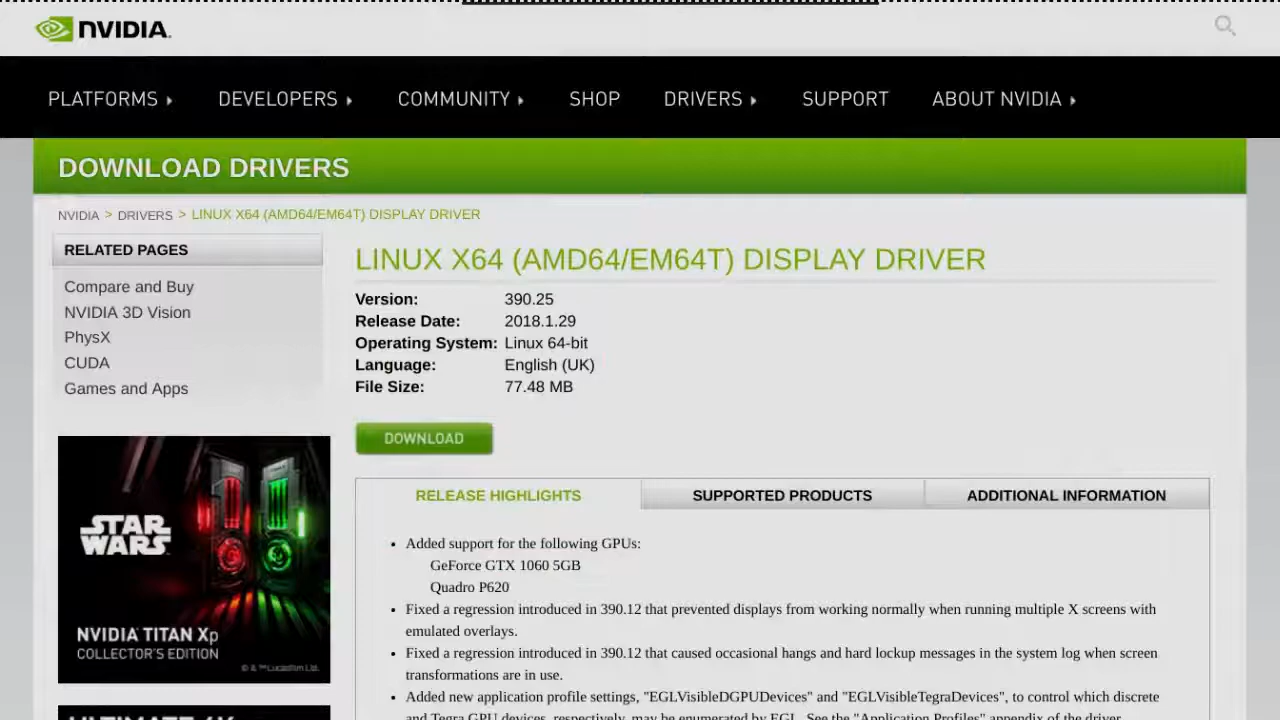 NVIDIA.
PLATFORMS DEVELOPERS COMMUNITY SHOP DRIVERS SUPPORT ABOUT NVIDIA
DOWNLOAD DRIVERS
NVIDIA > DRIVERS > LINUX X64 (AMD64/EM64T) DISPLAY DRIVER
RELATED PAGES
Compare and Buy
NVIDIA 3D Vision
PhysX
CUDA
Games and Apps
STAR
WARS
NVIDIA TITAN Xp
COLLECTOR'S EDITION
© & ™ Lucasfilm Ltd.
LINUX X64 (AMD64/EM64T) DISPLAY DRIVER
Version: 390.25
Release Date: 2018.1.29
Operating System: Linux 64-bit
Language: English (UK)
File Size: 77.48 MB
DOWNLOAD
RELEASE HIGHLIGHTS SUPPORTED PRODUCTS ADDITIONAL INFORMATION
• Added support for the following GPUs:
GeForce GTX 1060 5GB
Quadro P620
• Fixed a regression introduced in 390.12 that prevented displays from working normally when running multiple X screens with
emulated overlays.
• Fixed a regression introduced in 390.12 that caused occasional hangs and hard lockup messages in the system log when screen
transformations are in use.
• Added new application profile settings, "EGLVisibleDGPUDevices" and "EGLVisibleTegraDevices", to control which discrete
and Tegra GPU devices, respectively, may be enumerated by EGL. See the "Application Profiles" appendix of the driver